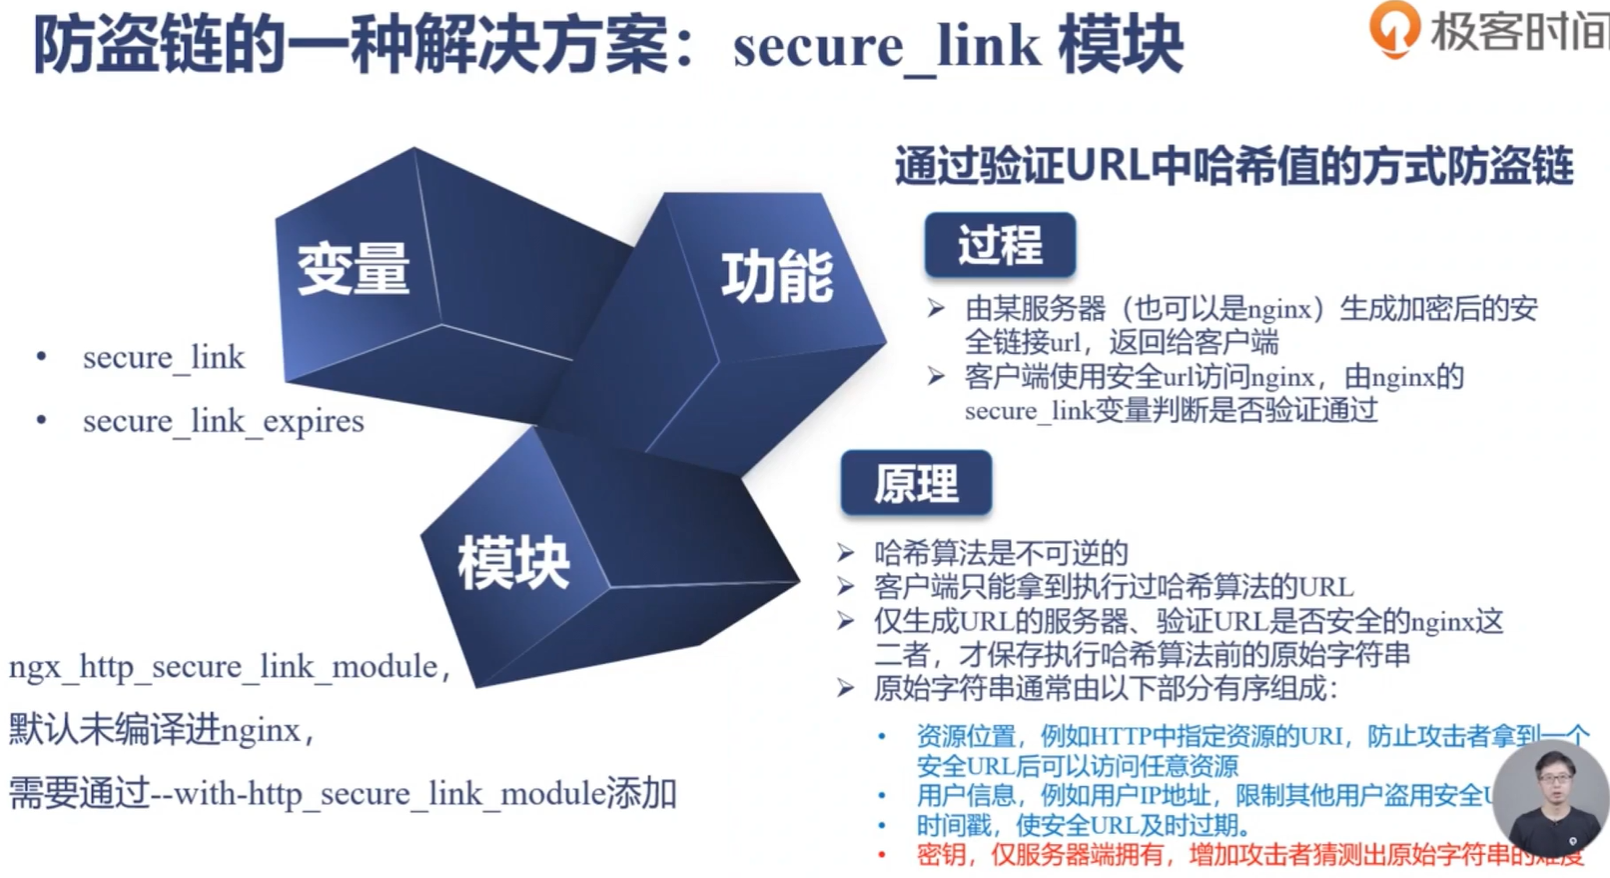 防盗链的一种解决方案：secure_link 模块
极客时间
通过验证URL中哈希值的方式防盗链
变量
功能
模块
secure_link
secure_link_expires
ngx_http_secure_link_module，
默认未编译进nginx，
需要通过--with-http_secure_link_module添加
过程
由某服务器（也可以是nginx）生成加密后的安
全链接url，返回给客户端
客户端使用安全url访问nginx，由nginx的
secure_link变量判断是否验证通过
原理
哈希算法是不可逆的
客户端只能拿到执行过哈希算法的URL
仅生成URL的服务器、验证URL是否安全的nginx这
二者，才保存执行哈希算法前的原始字符串
原始字符串通常由以下部分有序组成：
资源位置，例如HTTP中指定资源的URI，防止攻击者拿到一个
安全URL后可以访问任意资源
用户信息，例如用户IP地址，限制其他用户盗用安全
时间戳，使安全URL及时过期。
密钥，仅服务器端拥有，增加攻击者猜测出原始字符串的难度